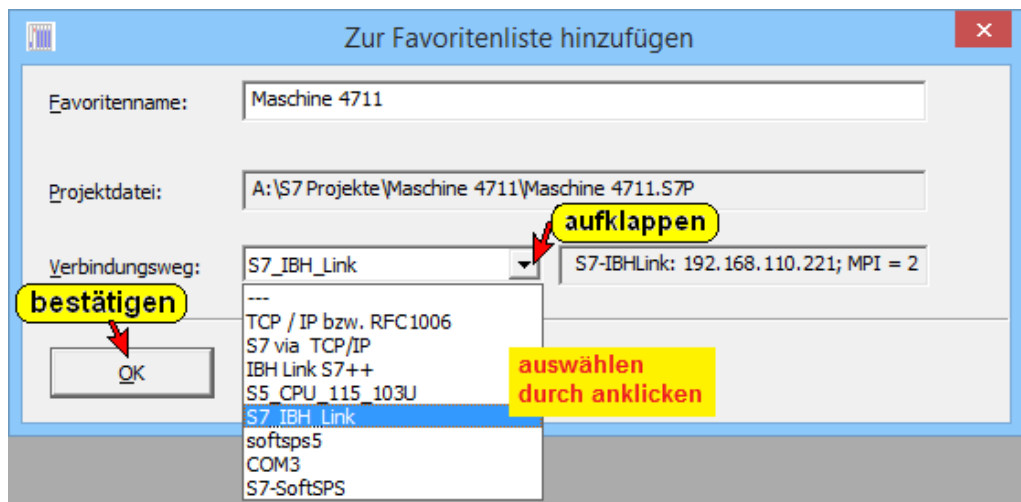 Zur Favoritenliste hinzufügen
Favoritenname:
Maschine 4711
Projektdatei:
A:\S7 Projekte\Maschine 4711\Maschine 4711.S7P
aufklappen
Verbindungsweg:
S7_IBH_Link
S7-IBHLink: 192.168.110.221; MPI = 2
bestätigen
---
TCP / IP bzw. RFC1006
S7 via TCP/IP
IBH Link S7++
S5_CPU_115_103U
S7_IBH_Link
softsps5
COM3
S7-SoftSPS
OK
auswählen
durch anklicken